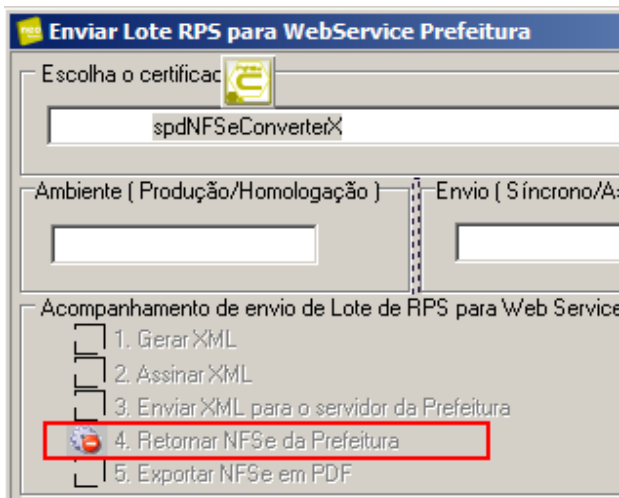 Enviar Lote RPS para WebService Prefeitura
Escolha o certificac
spdNFSeConverterX
Ambiente ( Produção/Homologação )
Envio ( Síncrono/A
Acompanhamento de envio de Lote de RPS para Web Service
1. Gerar XML
2. Assinar XML
3. Enviar XML para o servidor da Prefeitura
4. Retornar NFSe da Prefeitura
5. Exportar NFSe em PDF